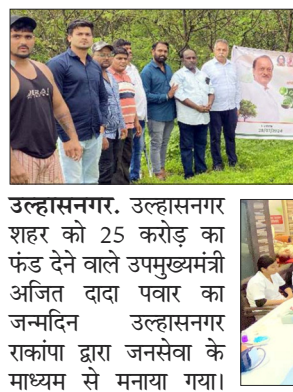 उल्हासनगर. उल्हासनगर
शहर को 25 करोड़ का
फंड देने वाले उपमुख्यमंत्री
अजित दादा पवार का
जन्मदिन उल्हासनगर
राकांपा द्वारा जनसेवा के
माध्यम से मनाया गया।